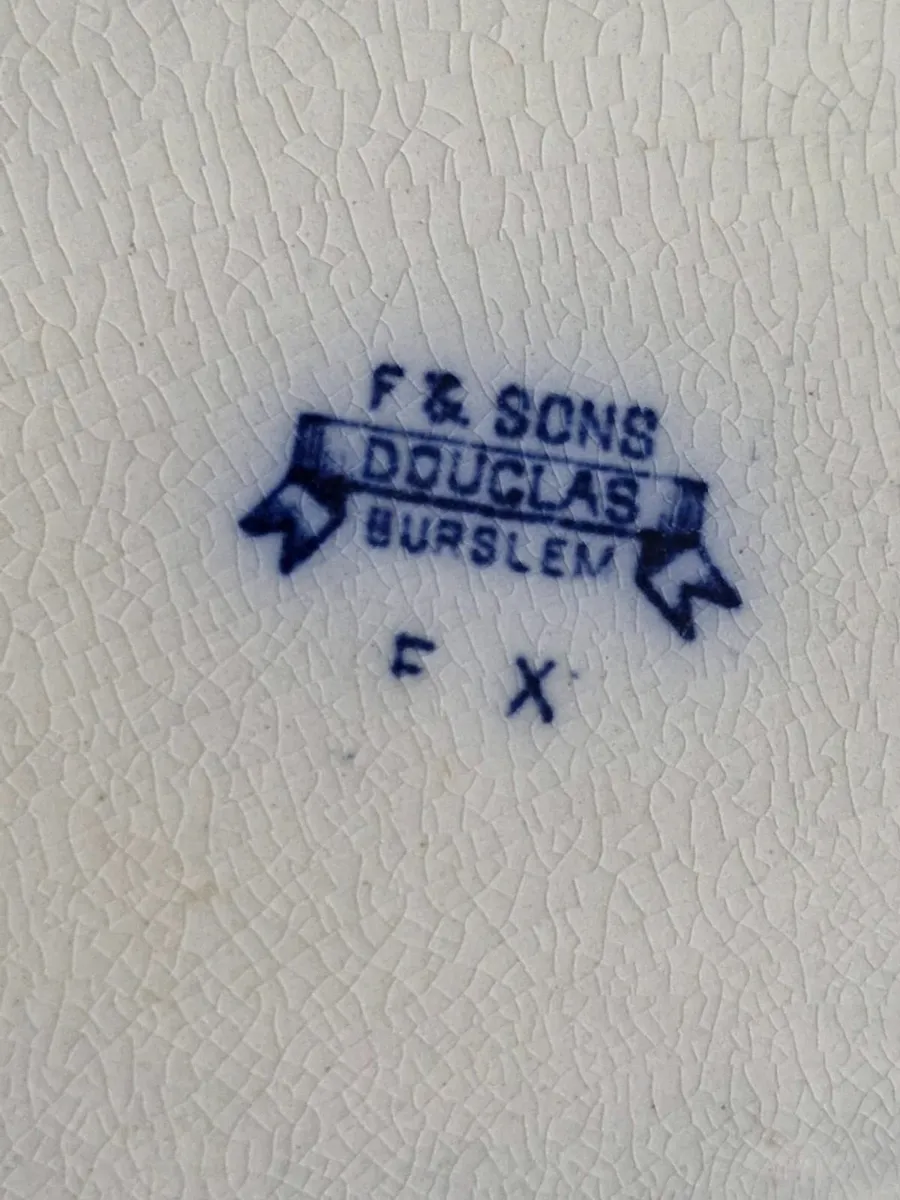 F & SONS
DOUGLAS
BURSLEM
F X